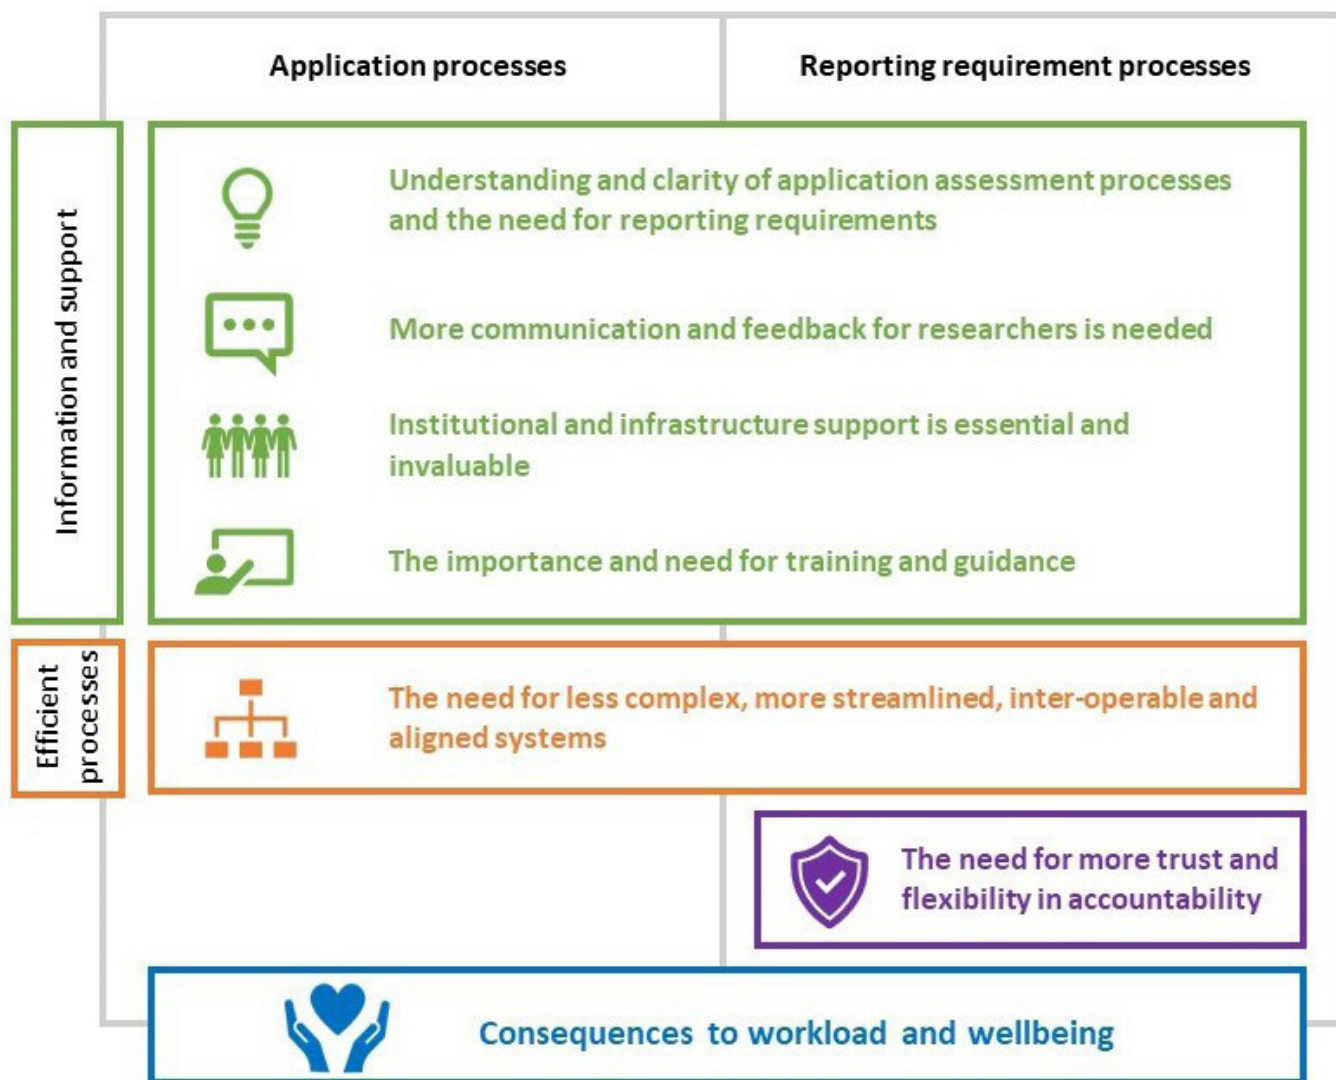 Application processes
Reporting requirement processes
Information and support
Understanding and clarity of application assessment processes
and the need for reporting requirements
More communication and feedback for researchers is needed
Institutional and infrastructure support is essential and
invaluable
The importance and need for training and guidance
Efficient
processes
The need for less complex, more streamlined, inter-operable and
aligned systems
The need for more trust and
flexibility in accountability
Consequences to workload and wellbeing